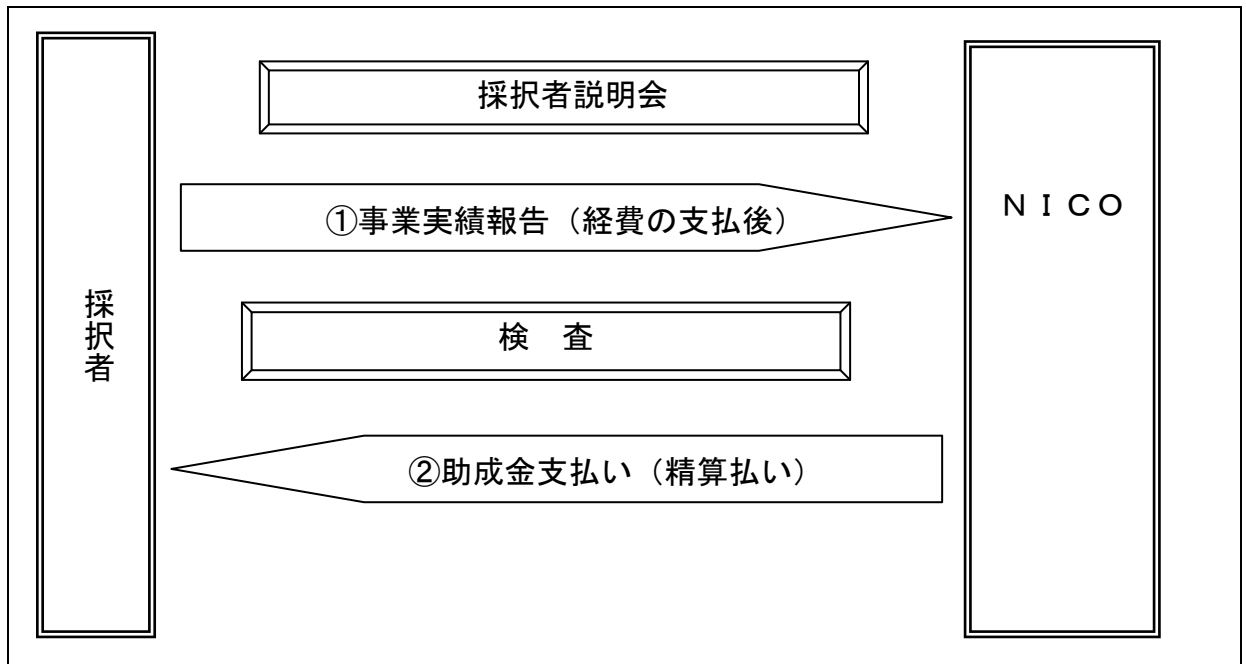 採択者説明会
①事業実績報告（経費の支払後）
ＮＩＣＯ
採択者
検　査
②助成金支払い（精算払い）